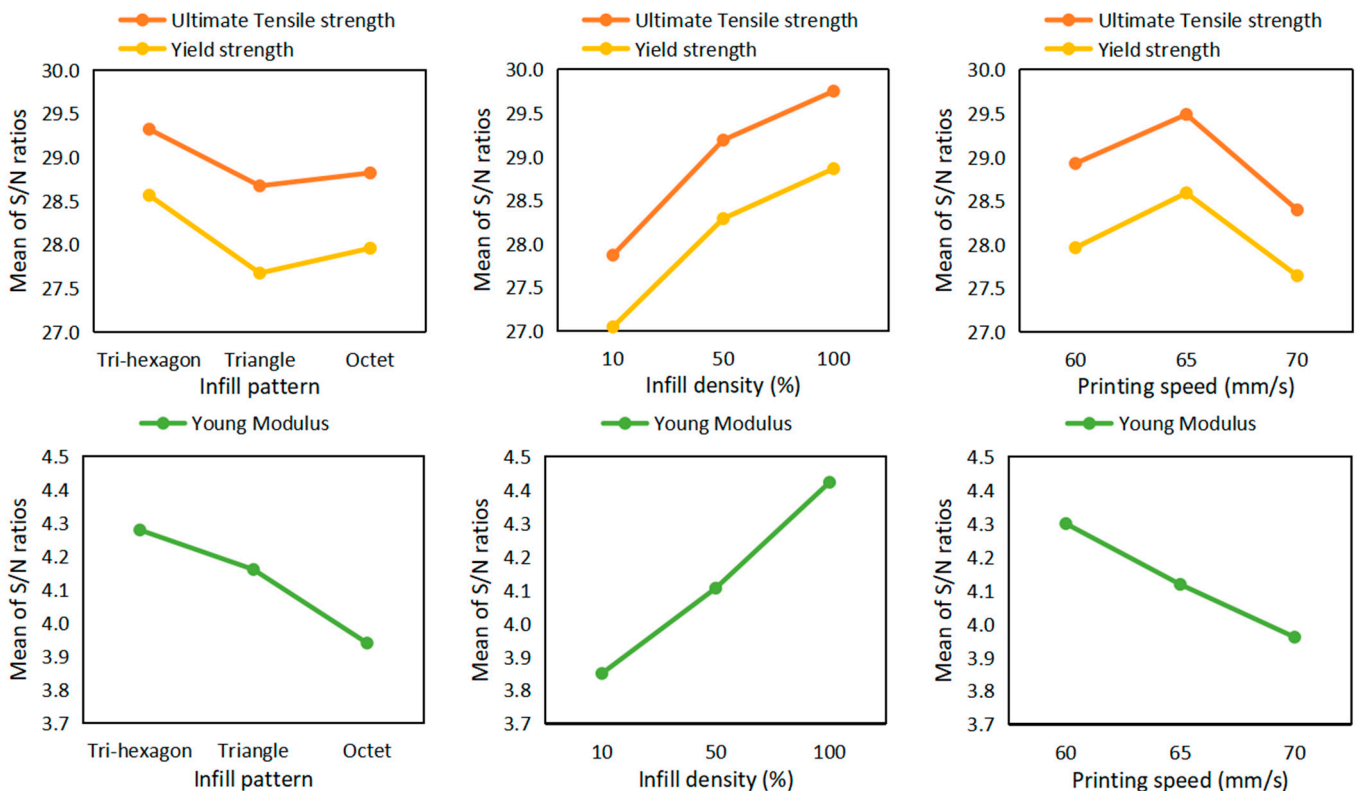 Ultimate Tensile strength
Yield strength
Mean of S/N ratios
30.0
29.5
29.0
28.5
28.0
27.5
27.0
Tri-hexagon Triangle Octet
Infill pattern
Ultimate Tensile strength
Yield strength
Mean of S/N ratios
30.0
29.5
29.0
28.5
28.0
27.5
27.0
10 50 100
Infill density (%)
Ultimate Tensile strength
Yield strength
Mean of S/N ratios
30.0
29.5
29.0
28.5
28.0
27.5
27.0
60 65 70
Printing speed (mm/s)
Young Modulus
Mean of S/N ratios
4.5
4.4
4.3
4.2
4.1
4.0
3.9
3.8
3.7
Tri-hexagon Triangle Octet
Infill pattern
Young Modulus
Mean of S/N ratios
4.5
4.4
4.3
4.2
4.1
4.0
3.9
3.8
3.7
10 50 100
Infill density (%)
Young Modulus
Mean of S/N ratios
4.5
4.4
4.3
4.2
4.1
4.0
3.9
3.8
3.7
60 65 70
Printing speed (mm/s)